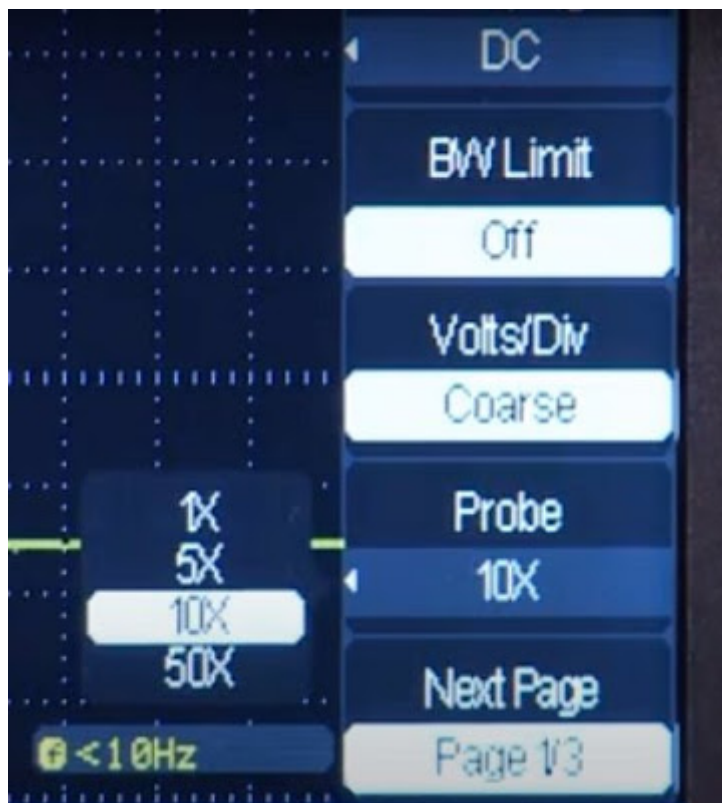 DC
BW Limit
Off
Volts/Div
Coarse
Probe
10X
1X
5X
10X
50X
Next Page
Page 1/3
f <10Hz